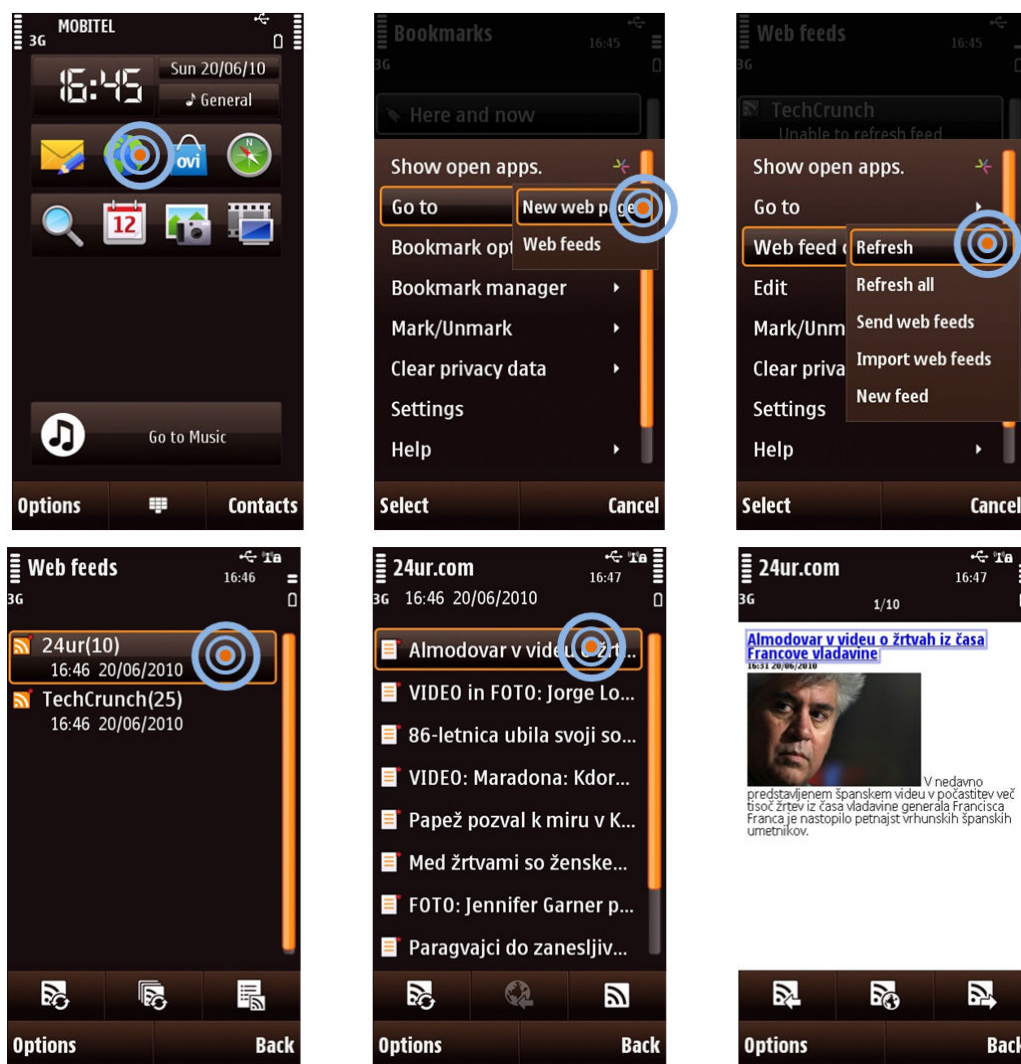 MOBITEL
3G
16:45
Sun 20/06/10
General
ovi
N
12
Go to Music
Options
Contacts
Bookmarks
16:45
3G
Here and now
Show open apps.
Go to
New web page
Bookmark opt
Web feeds
Bookmark manager
Mark/Unmark
Clear privacy data
Settings
Help
Select
Cancel
Web feeds
16:45
3G
TechCrunch
Unable to refresh feed
Show open apps.
Go to
Web feed o
Refresh
Edit
Refresh all
Mark/Unm
Send web feeds
Clear priva
Import web feeds
Settings
New feed
Help
Select
Cancel
Web feeds
16:46
3G
24ur(10)
16:46 20/06/2010
TechCrunch(25)
16:46 20/06/2010
Options
Back
24ur.com
16:47
3G
16:46 20/06/2010
Almodovar v videu o žrt...
VIDEO in FOTO: Jorge Lo...
86-letnica ubila svoji so...
VIDEO: Maradona: Kdor...
Papež pozval k miru v K...
Med žrtvami so ženske...
FOTO: Jennifer Garner p...
Paragvajci do zanesljiv...
Options
Back
24ur.com
16:47
3G
1/10
Almodovar v videu o žrtvah iz časa
Francove vladavine
16:31 20/06/2010
V nedavno
predstavljenem španskem videu v počastitev več
tisoč žrtev iz časa vladavine generala Francisca
Franca je nastopilo petnajst vrhunskih španskih
umetnikov.
Options
Back